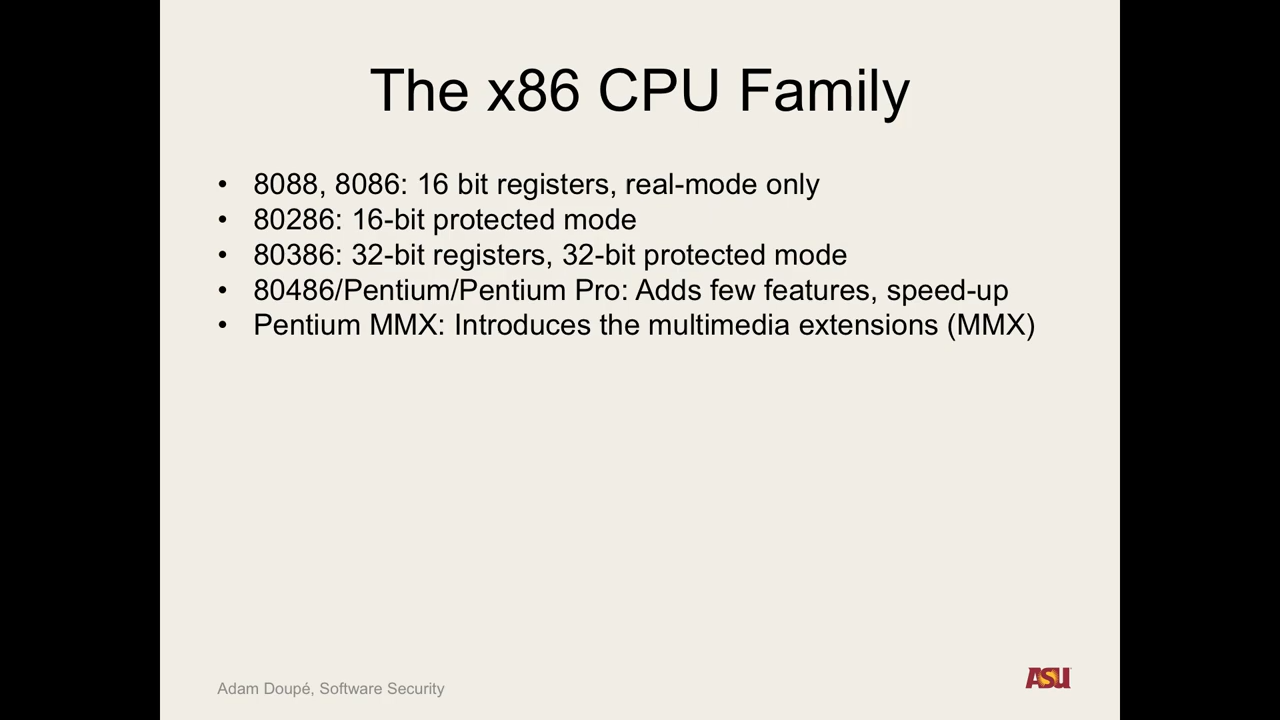 The x86 CPU Family
• 8088, 8086: 16 bit registers, real-mode only
• 80286: 16-bit protected mode
• 80386: 32-bit registers, 32-bit protected mode
• 80486/Pentium/Pentium Pro: Adds few features, speed-up
• Pentium MMX: Introduces the multimedia extensions (MMX)
Adam Doupé, Software Security
ASU